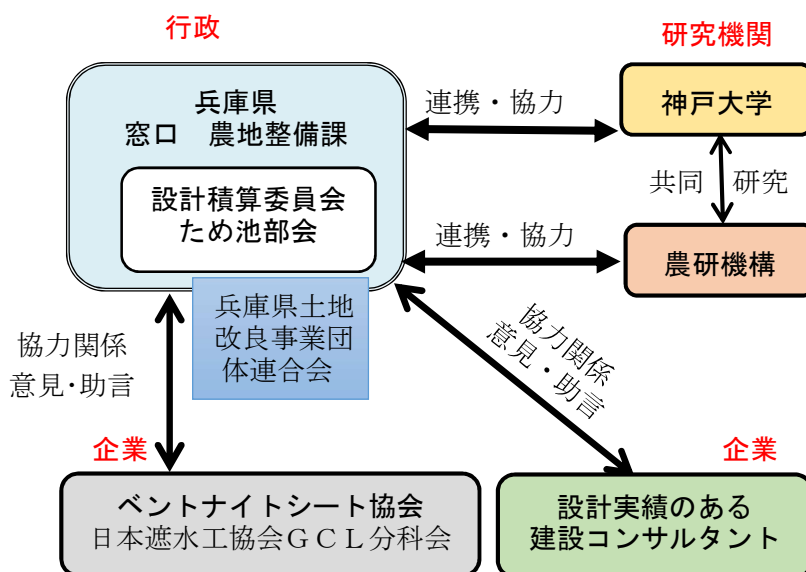 行政
兵庫県
窓口　農地整備課
設計積算委員会
ため池部会
兵庫県土地
改良事業団
体連合会
連携・協力
連携・協力
研究機関
神戸大学
共同　研究
農研機構
協力関係
意見・助言
協力関係
意見・助言
企業
ベントナイトシート協会
日本遮水工協会ＧＣＬ分科会
企業
設計実績のある
建設コンサルタント